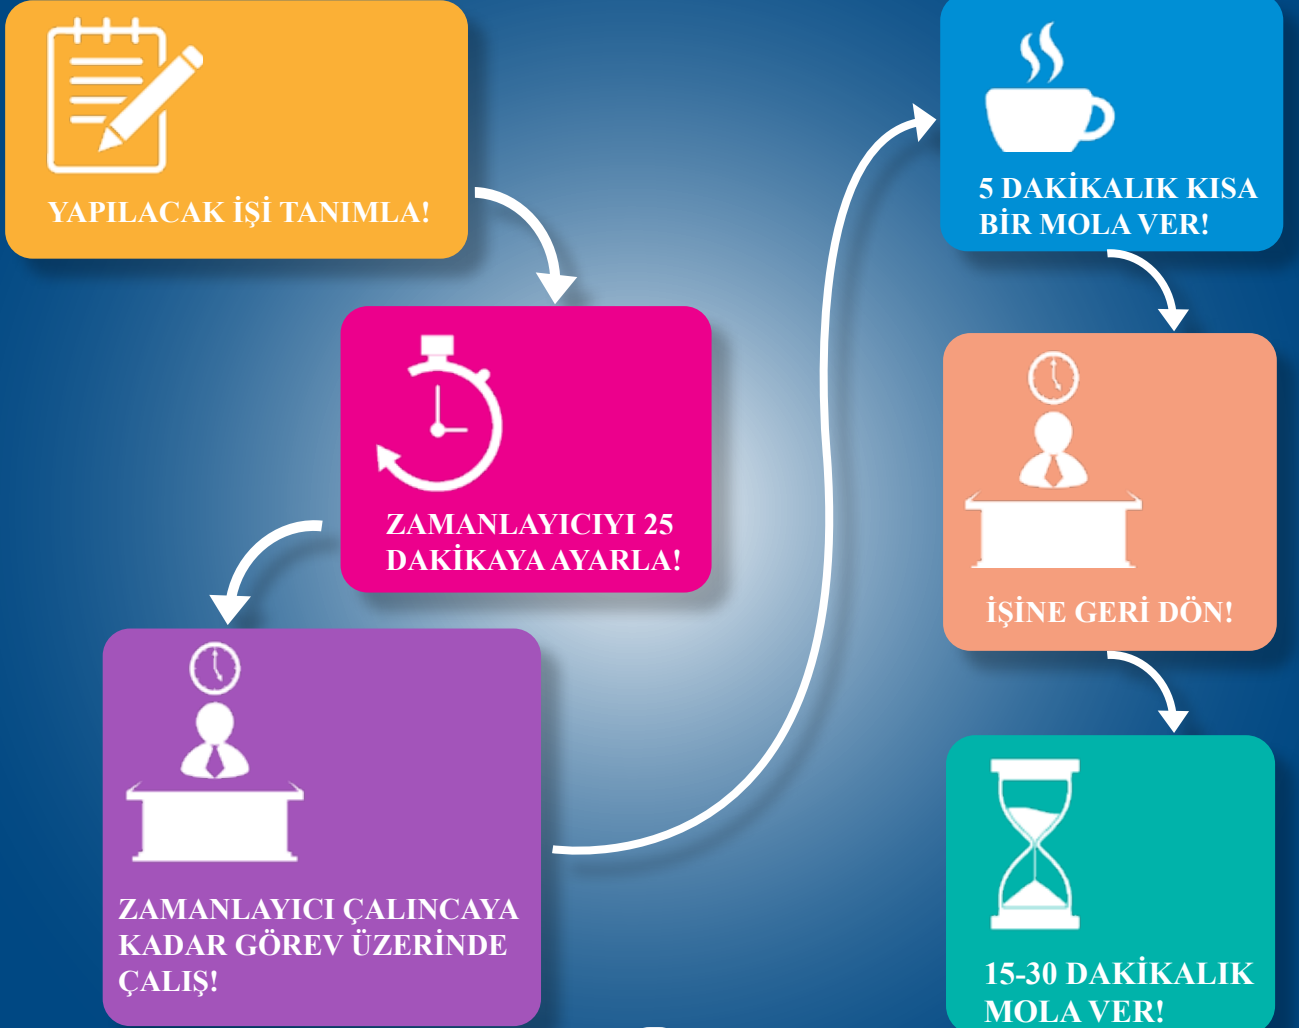 YAPILACAK İŞİ TANIMLA!
ZAMANLAYICIYI 25
DAKİKAYA AYARLA!
ZAMANLAYICI ÇALINCAYA
KADAR GÖREV ÜZERİNDE
ÇALIŞ!
5 DAKİKALIK KISA
BİR MOLA VER!
İŞİNE GERİ DÖN!
15-30 DAKİKALIK
MOLA VER!